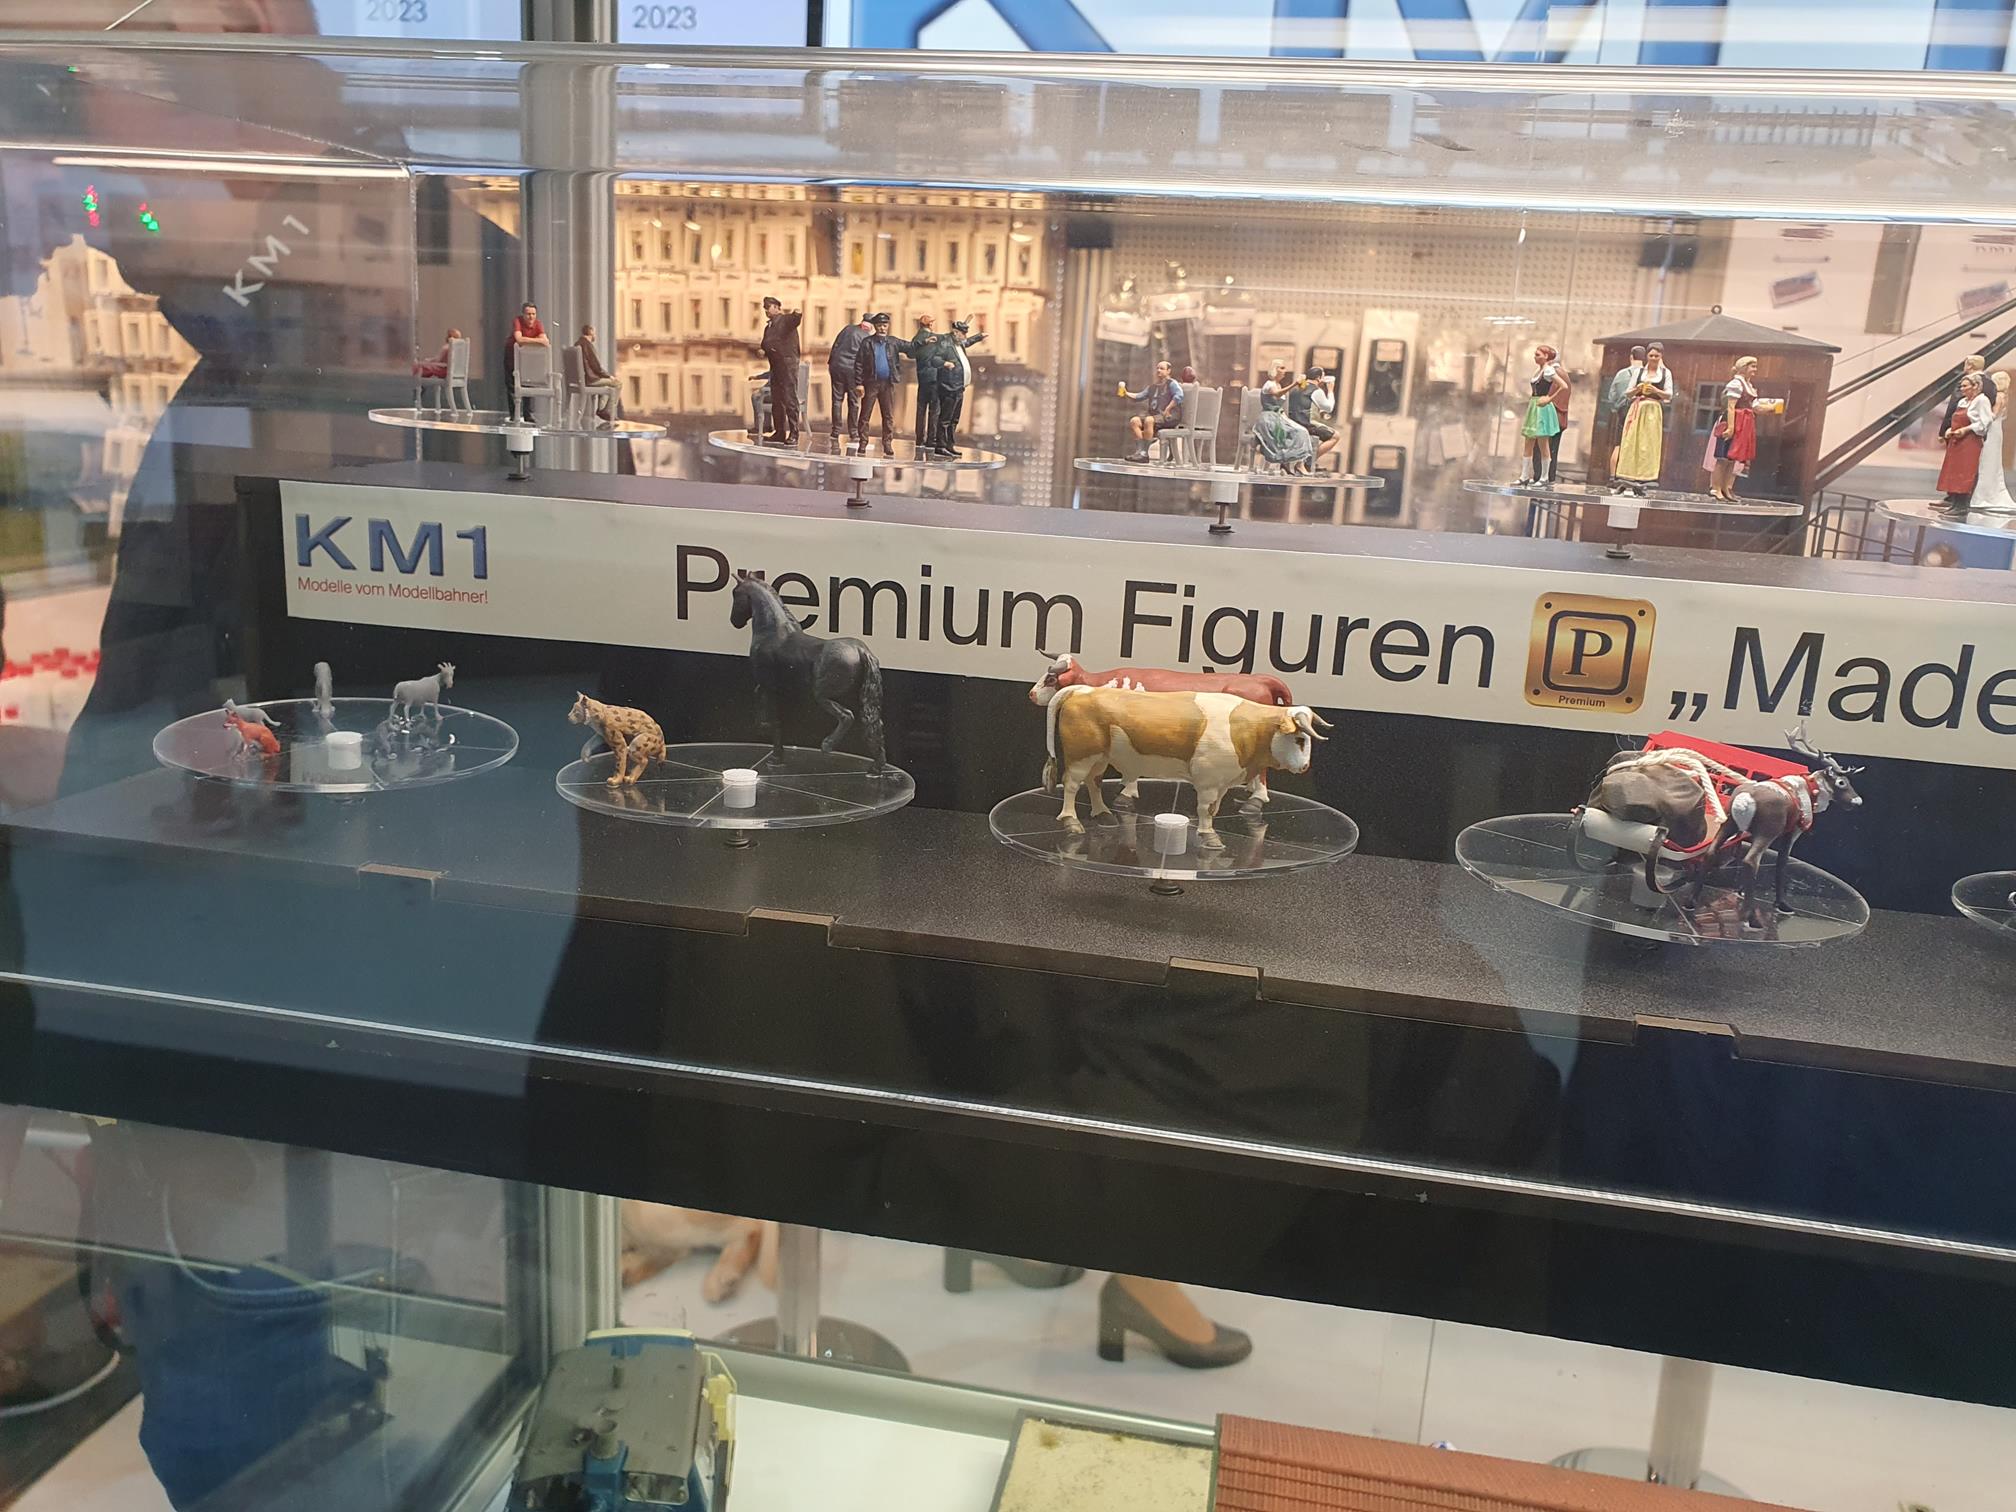 2023
2023
KM1
KM1
Modelle vom Modellbahner!
Premium Figuren
P
Premium
„Made